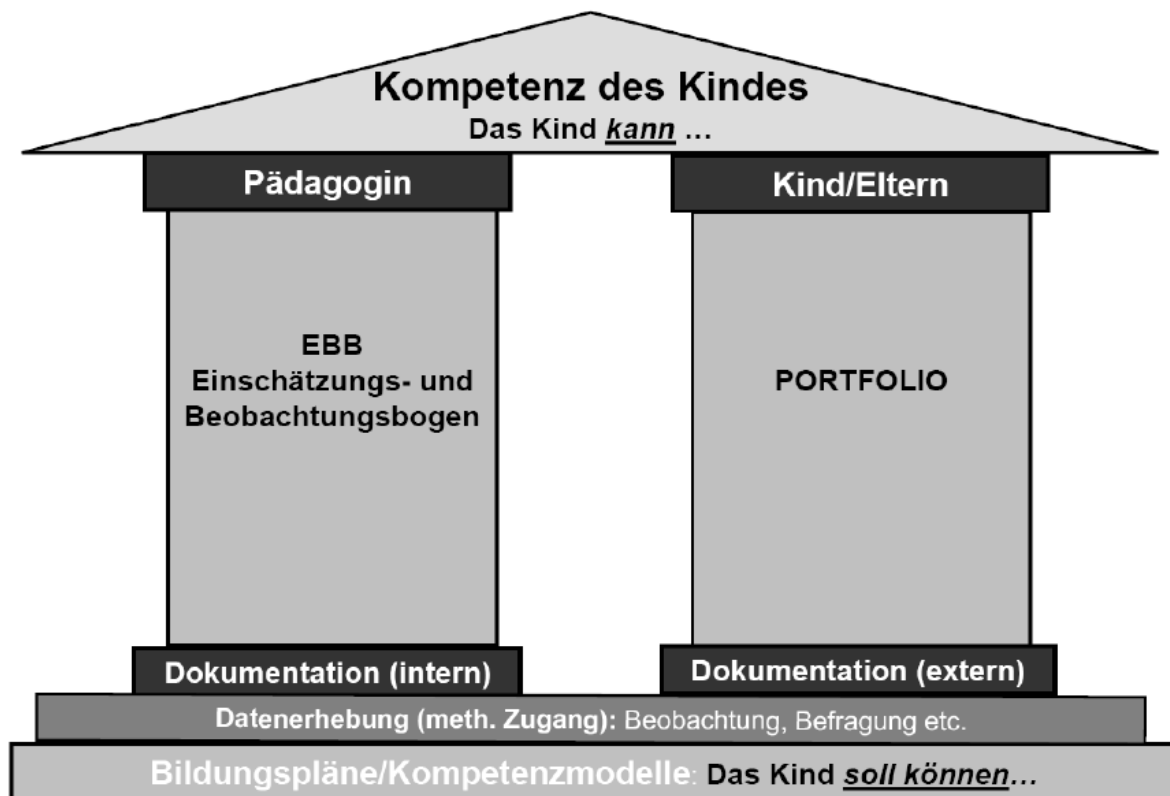 Kompetenz des Kindes
Das Kind kann …
Pädagogin
Kind/Eltern
EBB
Einschätzungs- und
Beobachtungsbogen
PORTFOLIO
Dokumentation (intern)
Dokumentation (extern)
Datenerhebung (meth. Zugang): Beobachtung, Befragung etc.
Bildungspläne/Kompetenzmodelle: Das Kind soll können…